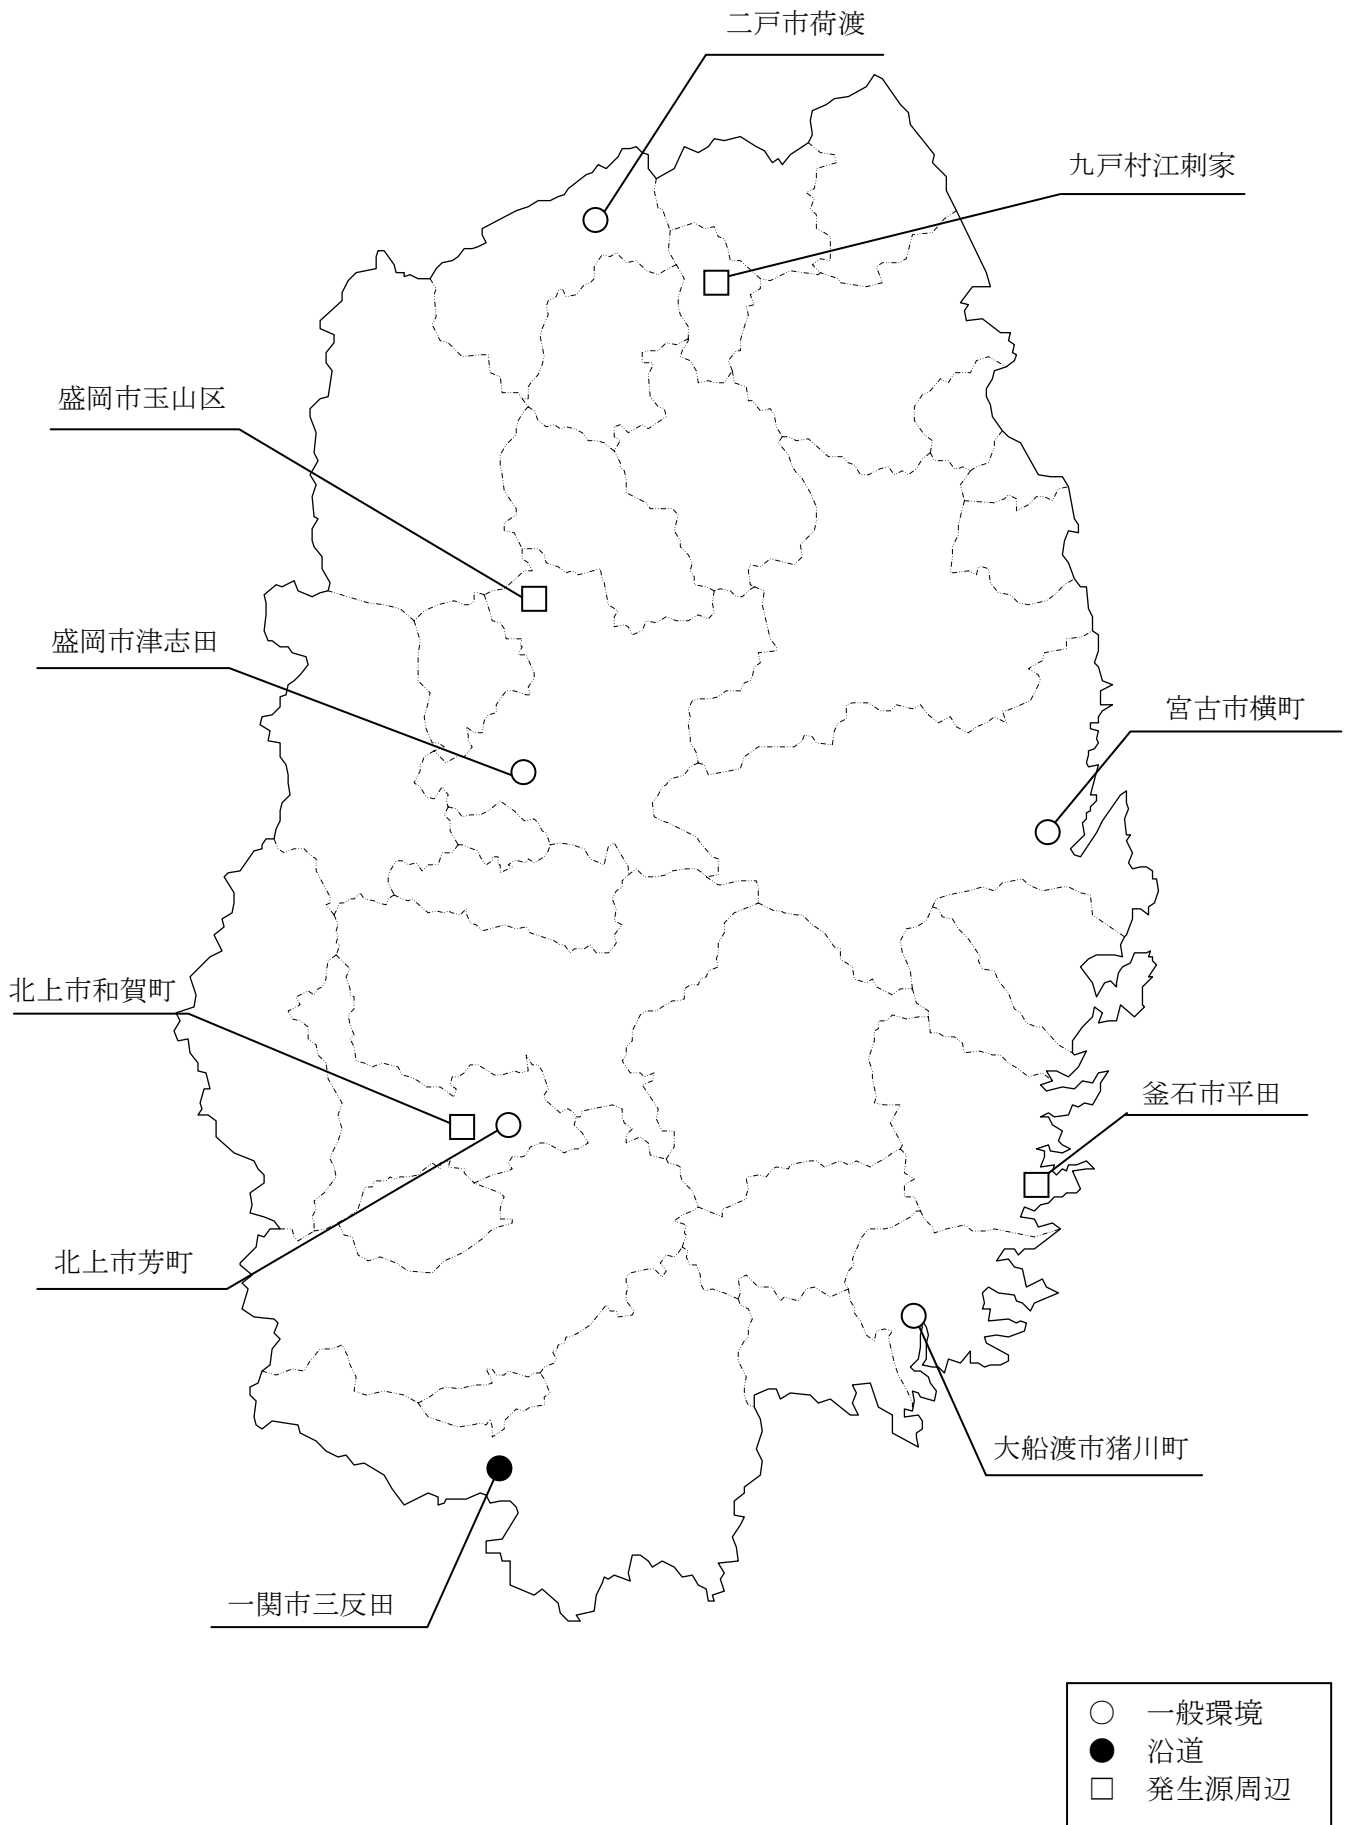 二戸市荷渡
九戸村江刺家
盛岡市玉山区
盛岡市津志田
宮古市横町
北上市和賀町
釜石市平田
北上市芳町
大船渡市猪川町
一関市三反田
○ 一般環境
● 沿道
□ 発生源周辺